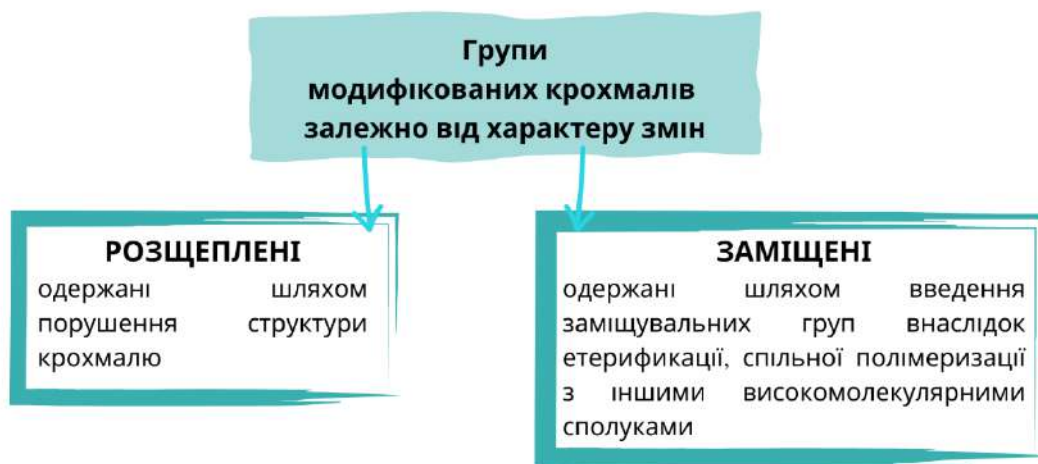 Групи
модифікованих крохмалів
залежно від характеру змін
РОЗЩЕПЛЕНІ
одержані шляхом
порушення структури
крохмалю
ЗАМІЩЕНІ
одержані шляхом введення
заміщувальних груп внаслідок
етерификації, спільної полімеризації
з іншими високомолекулярними
сполуками